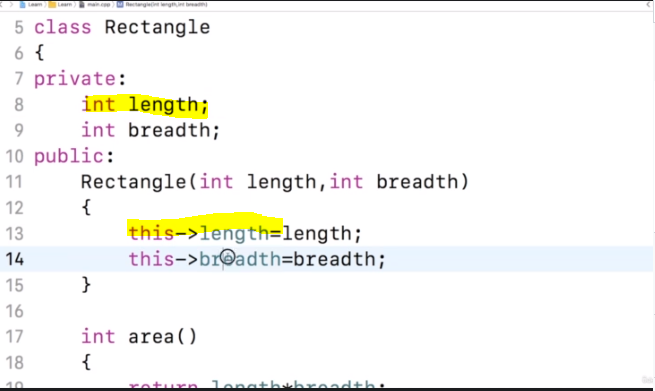 Learn Learn main.cpp Rectangle(int length,int breadth)
5 class Rectangle
6 {
7 private:
8 int length;
9 int breadth;
10 public:
11 Rectangle(int length,int breadth)
12 {
13 this->length=length;
14 this->breadth=breadth;
15 }
16
17 int area()
18 {
19 return length*breadth;